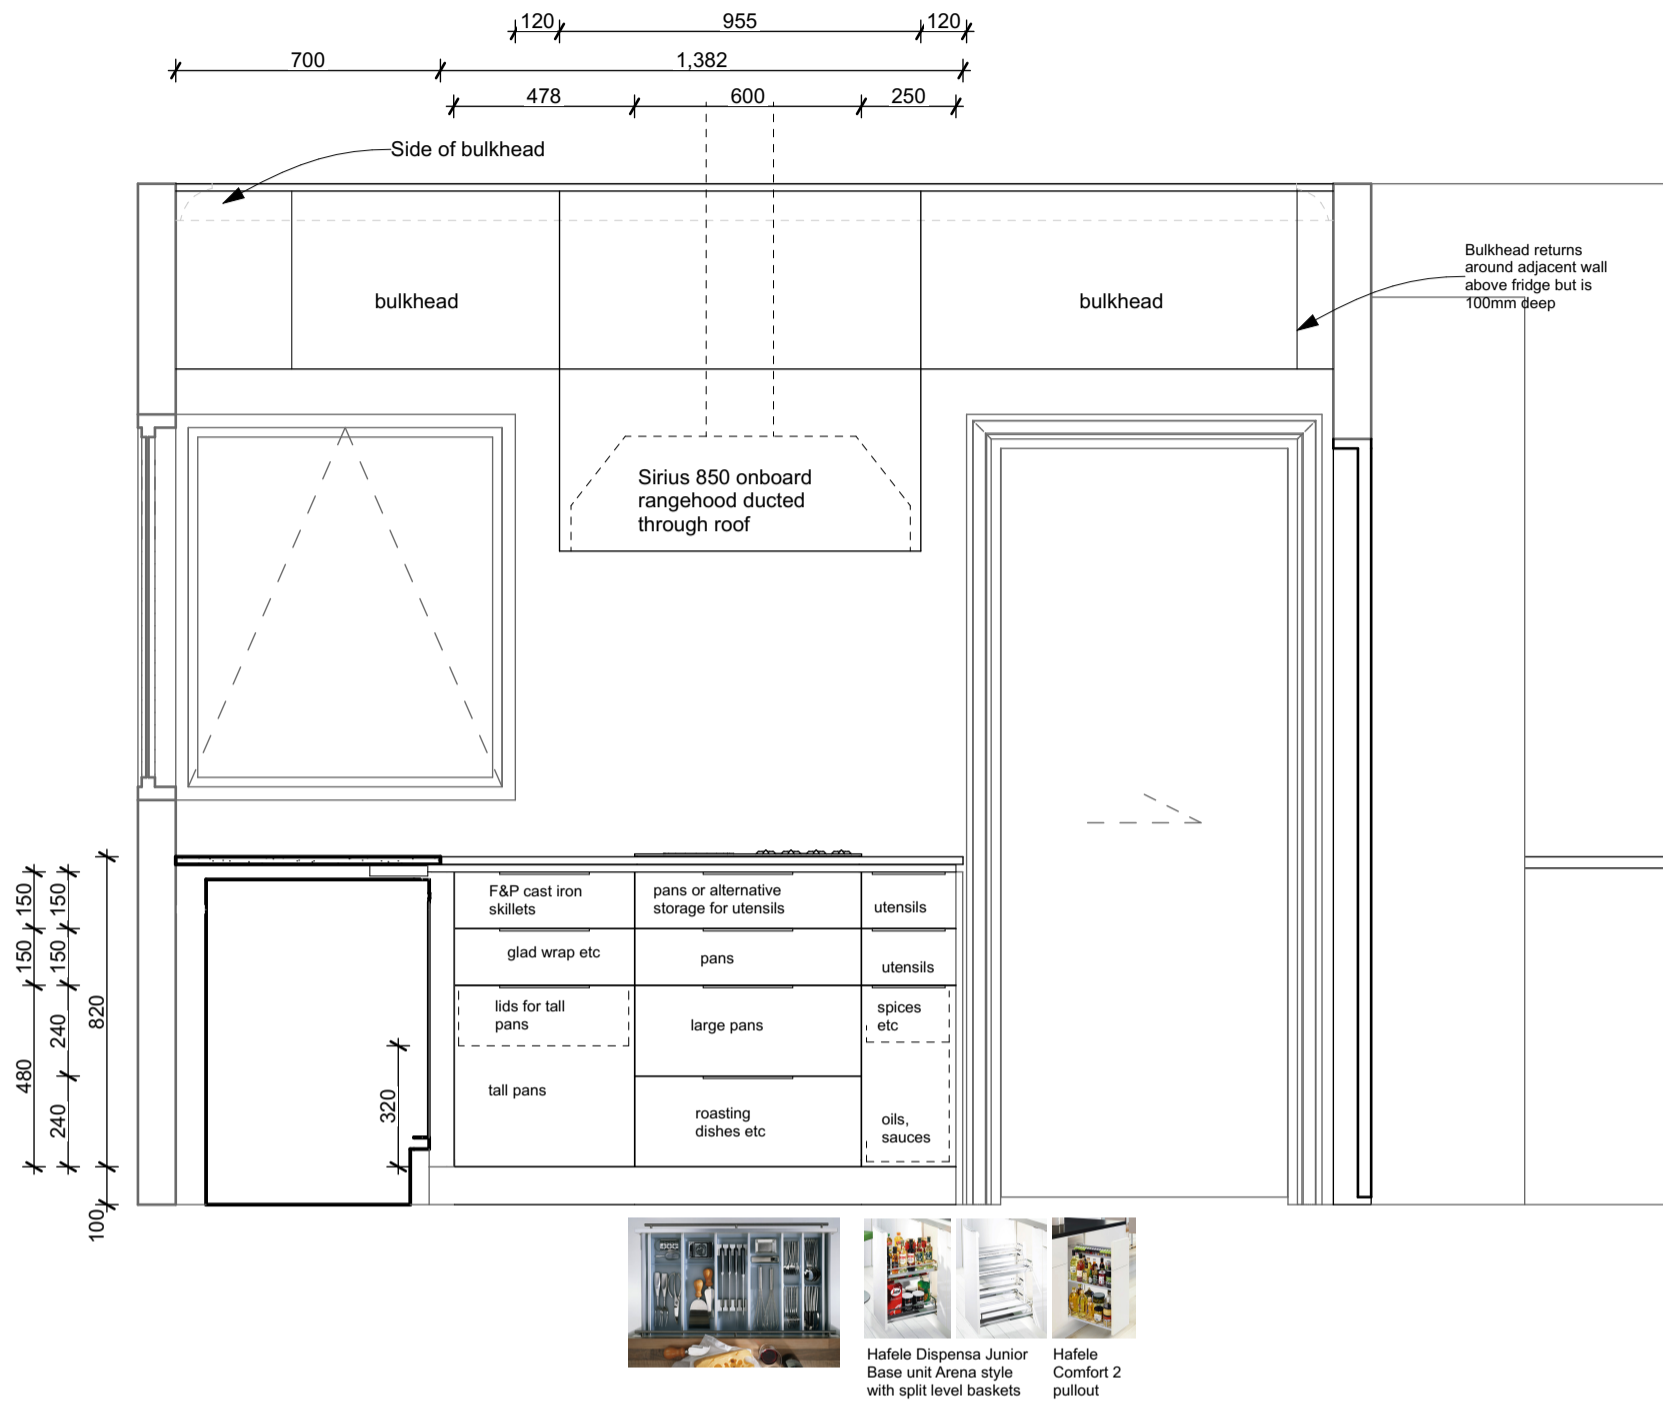 120
955
120
700
1,382
478
600
250
Side of bulkhead
Bulkhead returns
around adjacent wall
above fridge but is
100mm deep
bulkhead
bulkhead
Sirius 850 onboard
rangehood ducted
through roof
150
150
150
150
480
240
240
820
100
320
F&P cast iron
skillets
pans or alternative
storage for utensils
utensils
glad wrap etc
pans
utensils
lids for tall
pans
large pans
spices
etc
tall pans
roasting
dishes etc
oils,
sauces
Hafele Dispensa Junior
Base unit Arena style
with split level baskets
Hafele
Comfort 2
pullout